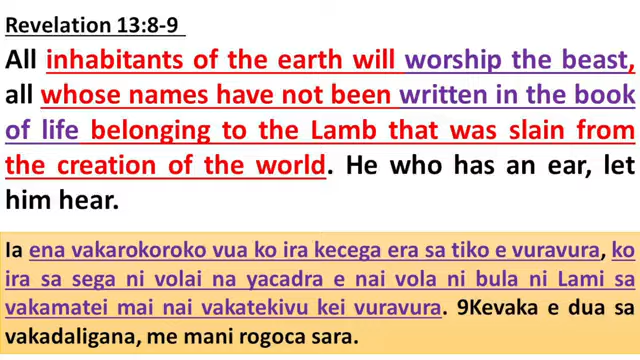 Revelation 13:8-9
All inhabitants of the earth will worship the beast,
all whose names have not been written in the book
of life belonging to the Lamb that was slain from
the creation of the world. He who has an ear, let
him hear.
Ia ena vakarokoroko vua ko ira kecega era sa tiko e vuravura, ko
ira sa sega ni volai na yacadra e nai vola ni bula ni Lami sa
vakamatei mai nai vakatekivu kei vuravura. 9Kevaka e dua sa
vakadaligana, me mani rogoca sara.